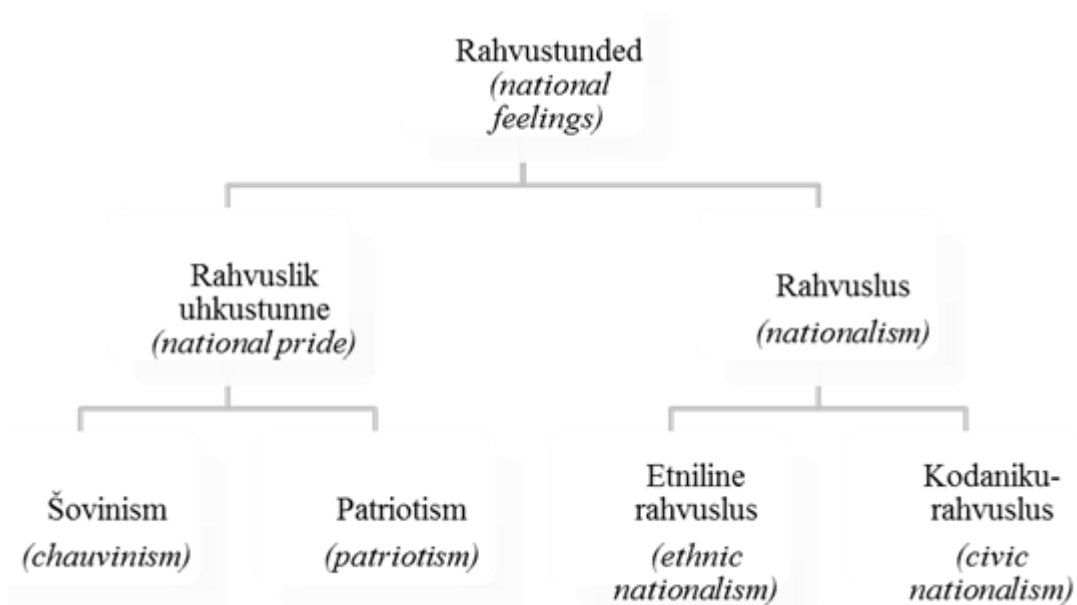 Rahvustunded
(national
feelings)
Rahvuslik
uhkustunne
(national pride)
Rahvuslus
(nationalism)
Šovinism
(chauvinism)
Patriotism
(patriotism)
Etniline
rahvuslus
(ethnic
nationalism)
Kodaniku-
rahvuslus
(civic
nationalism)